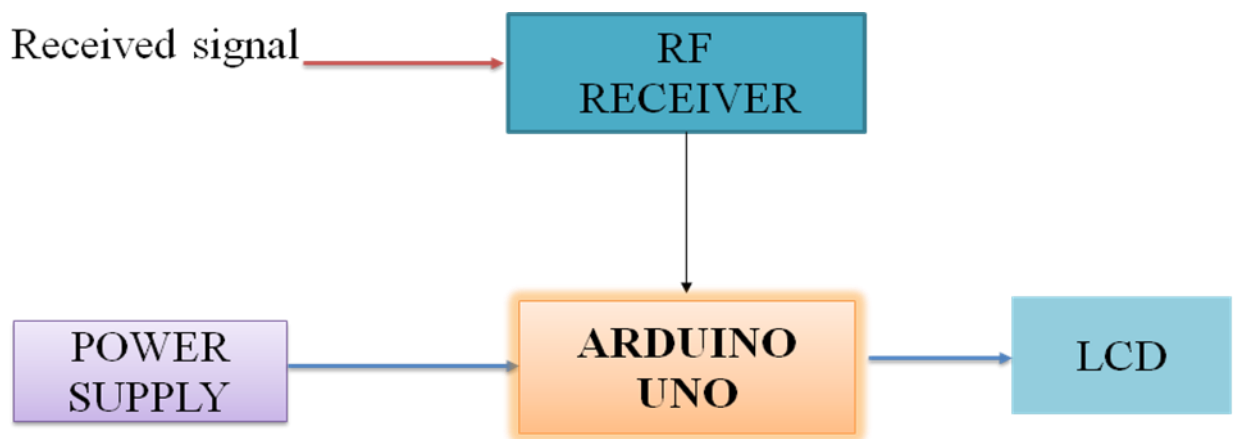 Received signal
RF
RECEIVER
POWER
SUPPLY
ARDUINO
UNO
LCD